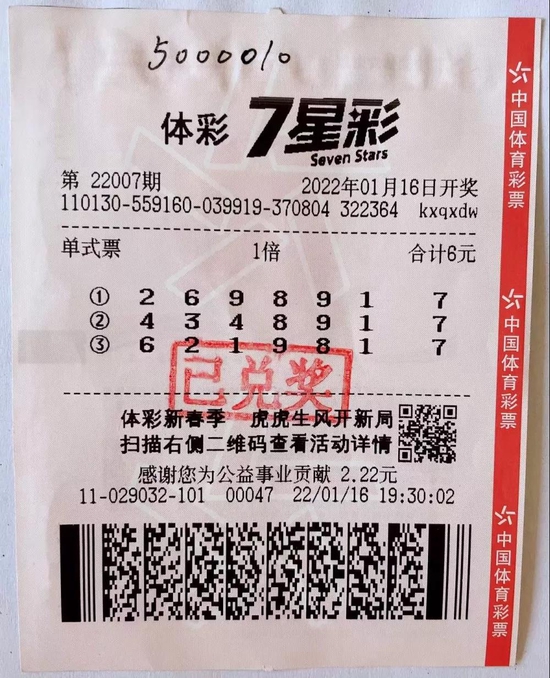 5000010
体彩 7星彩
Seven Stars
第 22007期 2022年01月16日开奖
110130-559160-039919-370804 322364 kxqxdw
单式票 1倍 合计6元
① 2 6 9 8 9 1 7
② 4 3 4 8 9 1 7
③ 6 2 1 9 8 1 7
已兑奖
体彩新春季 虎虎生风开新局
扫描右侧二维码查看活动详情
感谢您为公益事业贡献 2.22元
11-029032-101 00047 22/01/16 19:30:02
中国体育彩票
中国体育彩票
中国体育彩票